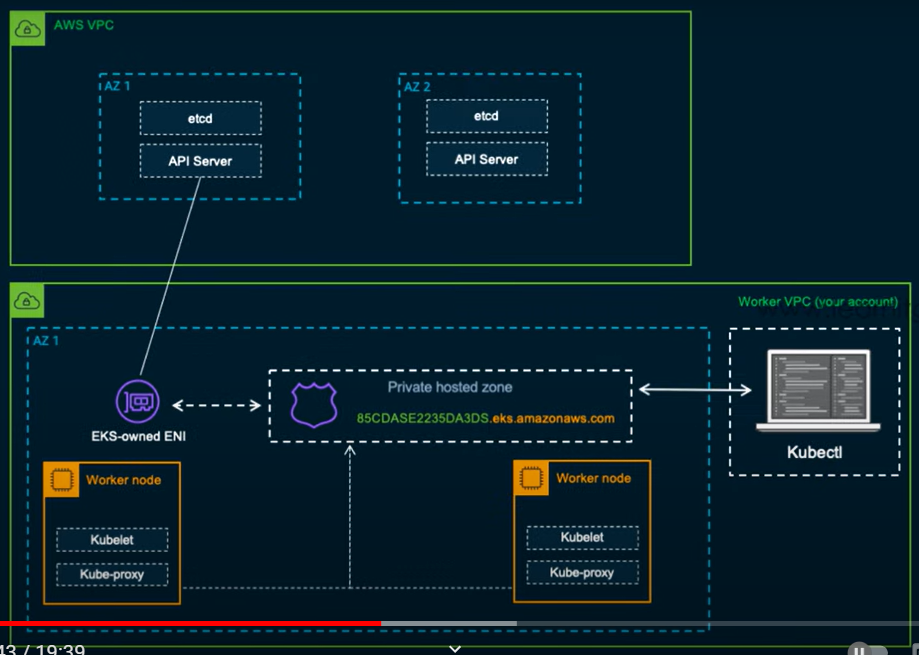 AWS VPC
AZ 1
etcd
API Server
AZ 2
etcd
API Server
Worker VPC (your account)
AZ 1
Private hosted zone
85CDASE2235DA3DS.eks.amazonaws.com
EKS-owned ENI
Kubectl
Worker node
Kubelet
Kube-proxy
Worker node
Kubelet
Kube-proxy
43 / 19:39